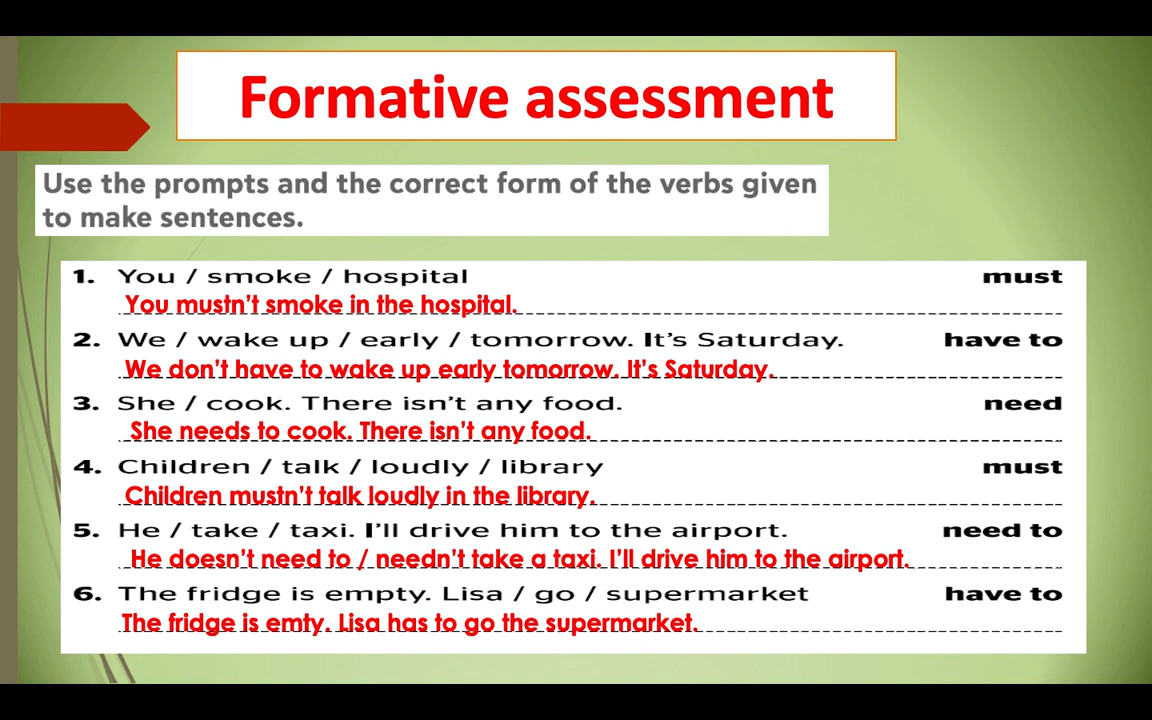 Formative assessment
Use the prompts and the correct form of the verbs given
to make sentences.
1. You / smoke / hospital must
You mustn't smoke in the hospital.
2. We / wake up / early / tomorrow. It's Saturday. have to
We don't have to wake up early tomorrow. It's Saturday.
3. She / cook. There isn't any food. need
She needs to cook. There isn't any food.
4. Children / talk / loudly / library must
Children mustn't talk loudly in the library.
5. He / take / taxi. I'll drive him to the airport. need to
He doesn't need to / needn't take a taxi. I'll drive him to the airport.
6. The fridge is empty. Lisa / go / supermarket have to
The fridge is emty. Lisa has to go the supermarket.